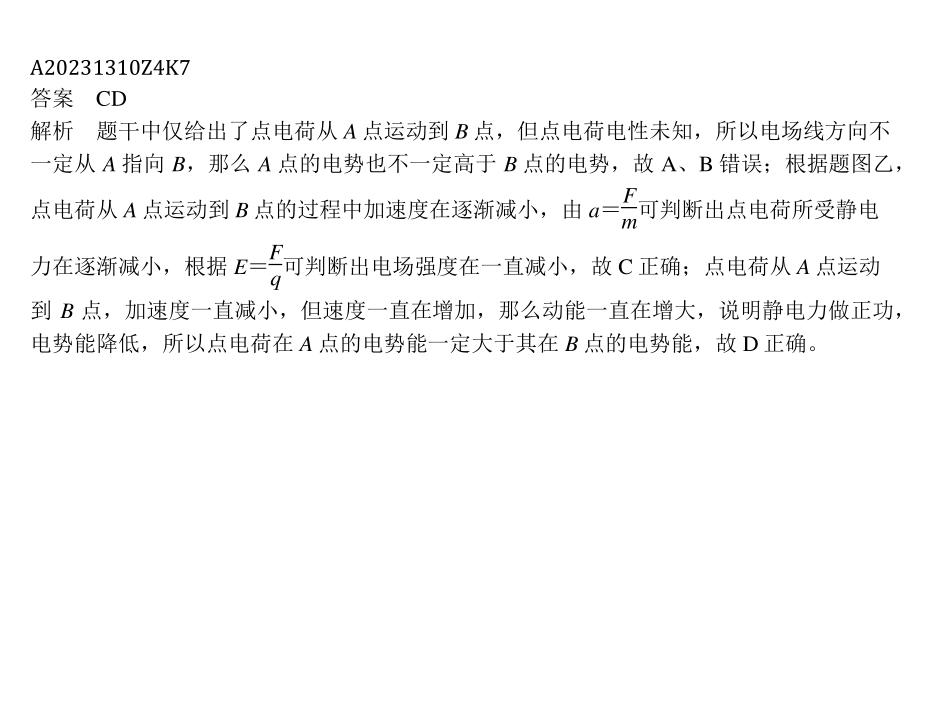 A20231310Z4K7
答案　CD
解析　题干中仅给出了点电荷从 A 点运动到 B 点，但点电荷电性未知，所以电场线方向不
一定从 A 指向 B，那么 A 点的电势也不一定高于 B 点的电势，故 A、B 错误；根据题图乙，
点电荷从 A 点运动到 B 点的过程中加速度在逐渐减小，由 a＝F/m可判断出点电荷所受静电
力在逐渐减小，根据 E＝F/q可判断出电场强度在一直减小，故 C 正确；点电荷从 A 点运动
到 B 点，加速度一直减小，但速度一直在增加，那么动能一直在增大，说明静电力做正功，
电势能降低，所以点电荷在 A 点的电势能一定大于其在 B 点的电势能，故 D 正确。